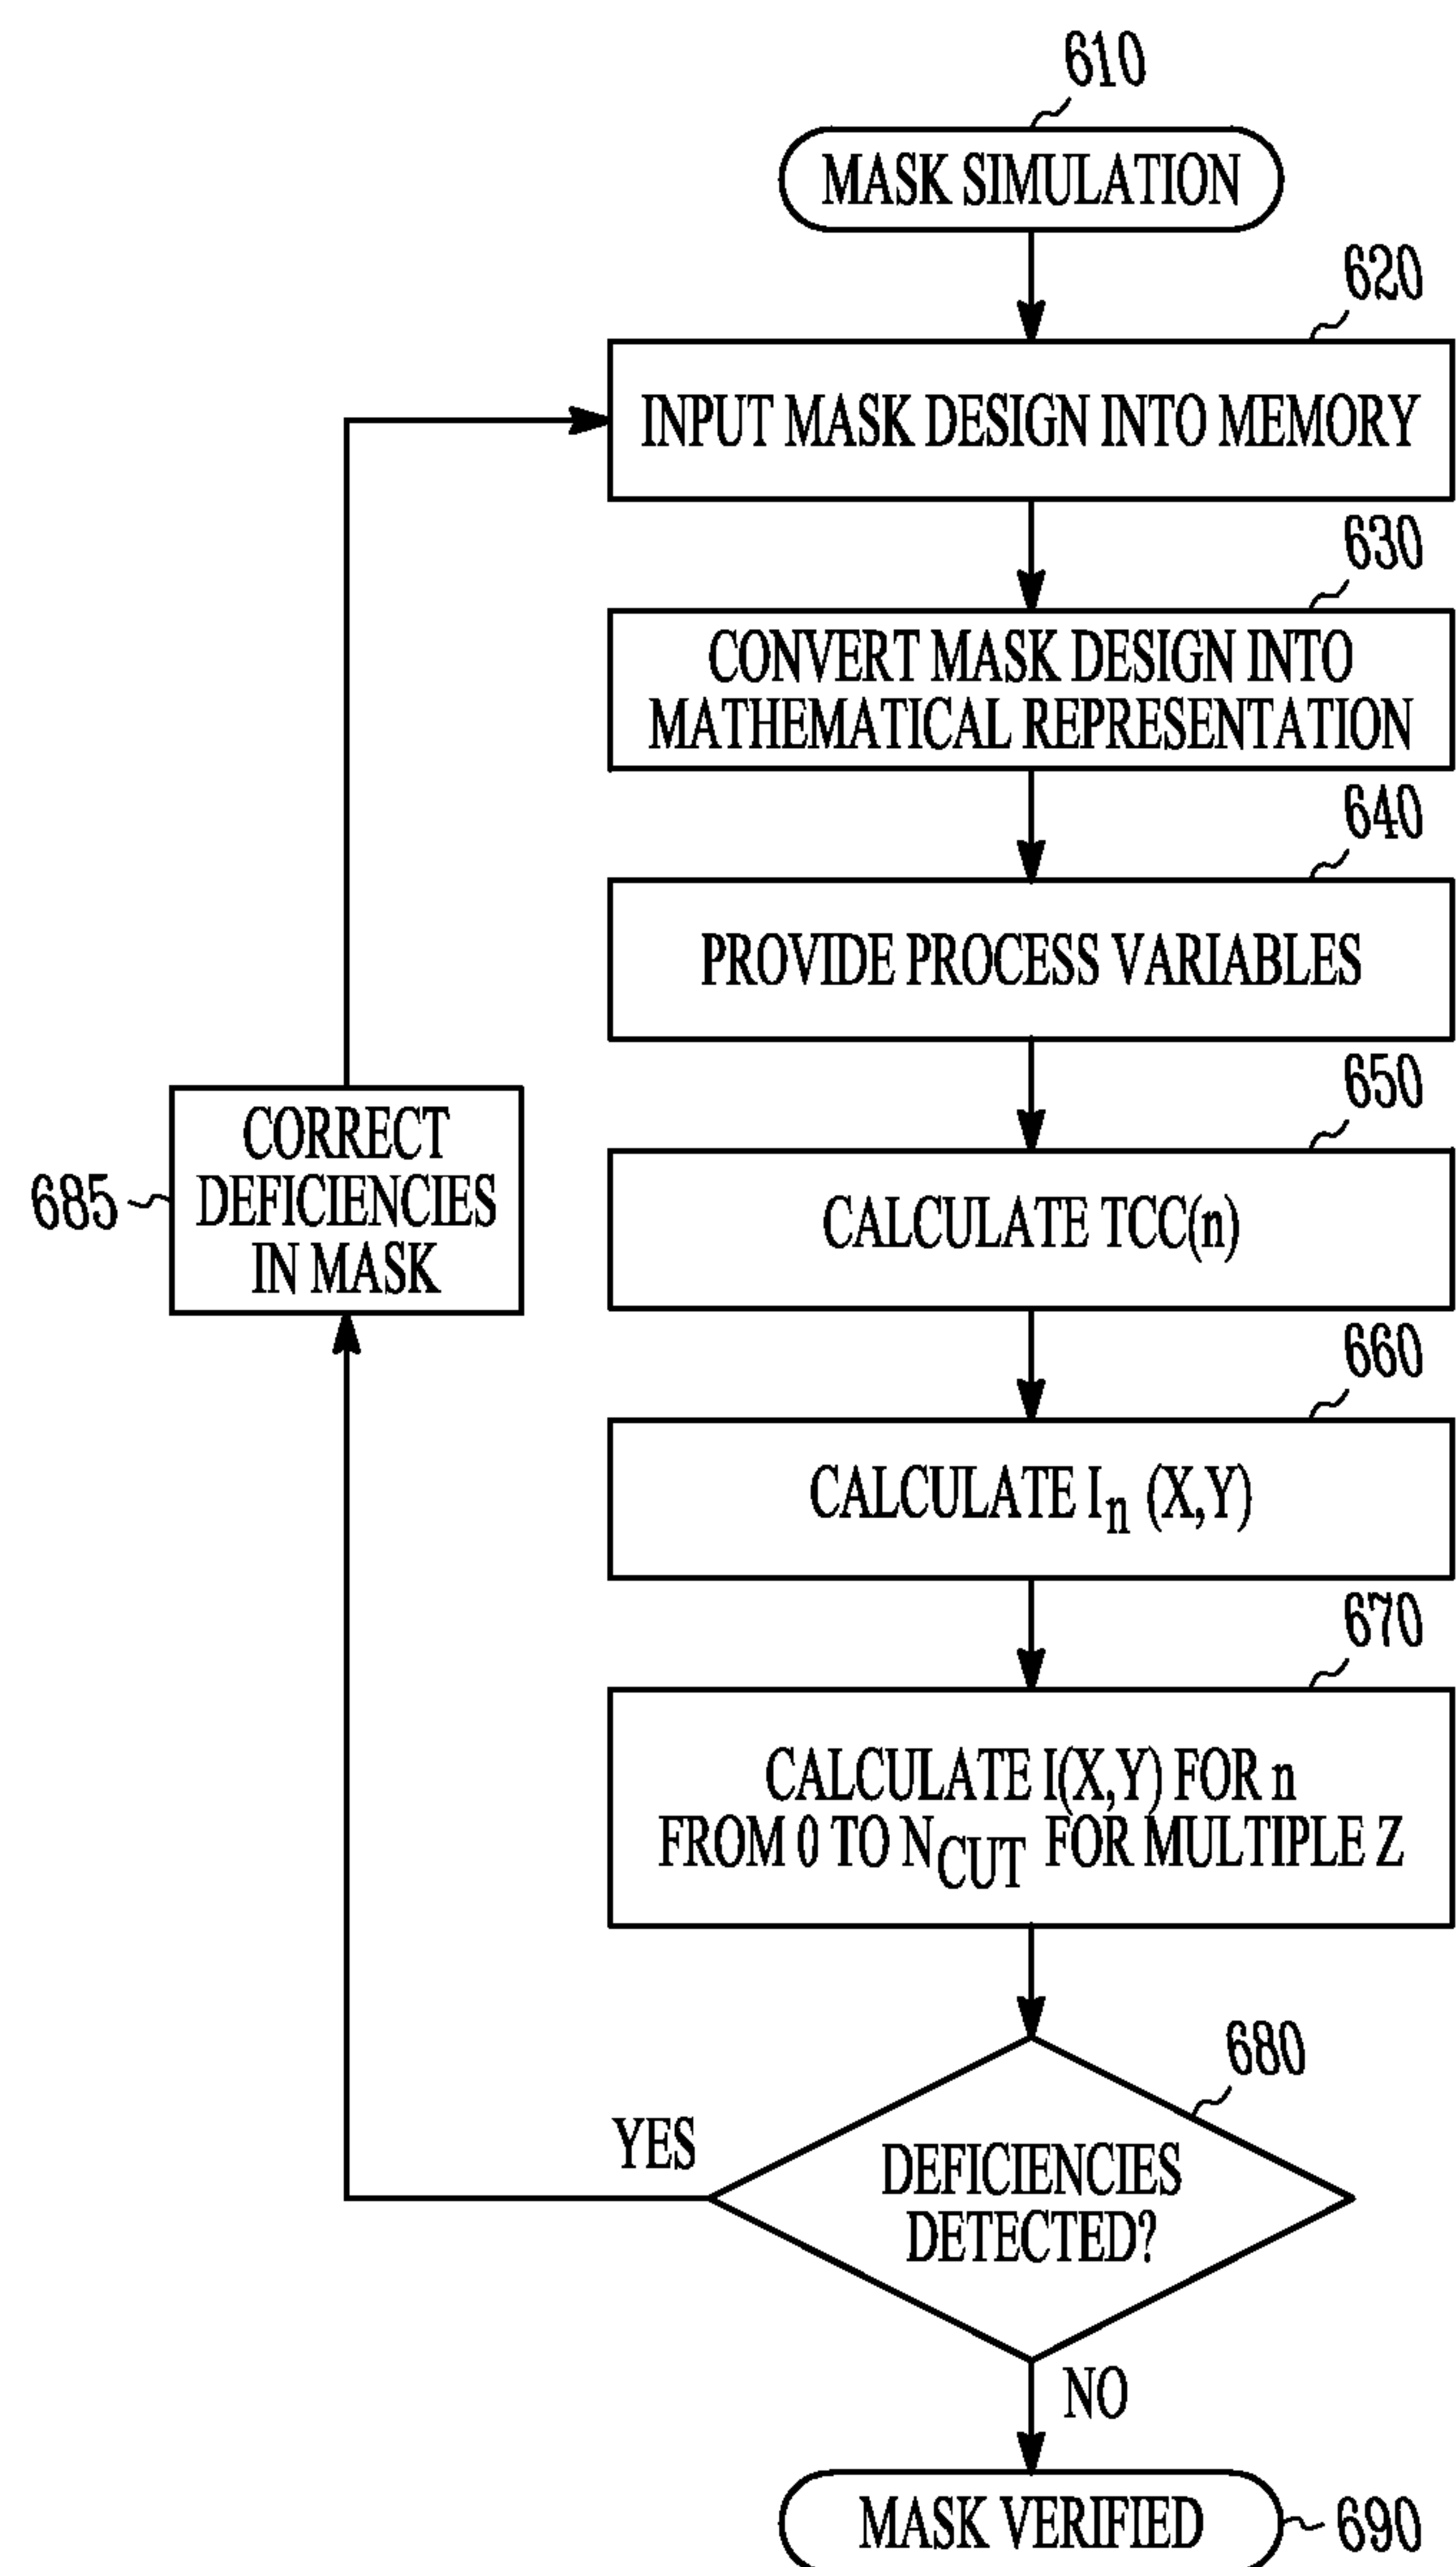 610
MASK SIMULATION
620
INPUT MASK DESIGN INTO MEMORY
630
CONVERT MASK DESIGN INTO
MATHEMATICAL REPRESENTATION
640
PROVIDE PROCESS VARIABLES
650
CALCULATE TCC(n)
660
CALCULATE In (X,Y)
670
CALCULATE I(X,Y) FOR n
FROM 0 TO NCUT FOR MULTIPLE Z
680
DEFICIENCIES
DETECTED?
YES
685
CORRECT
DEFICIENCIES
IN MASK
NO
MASK VERIFIED
690